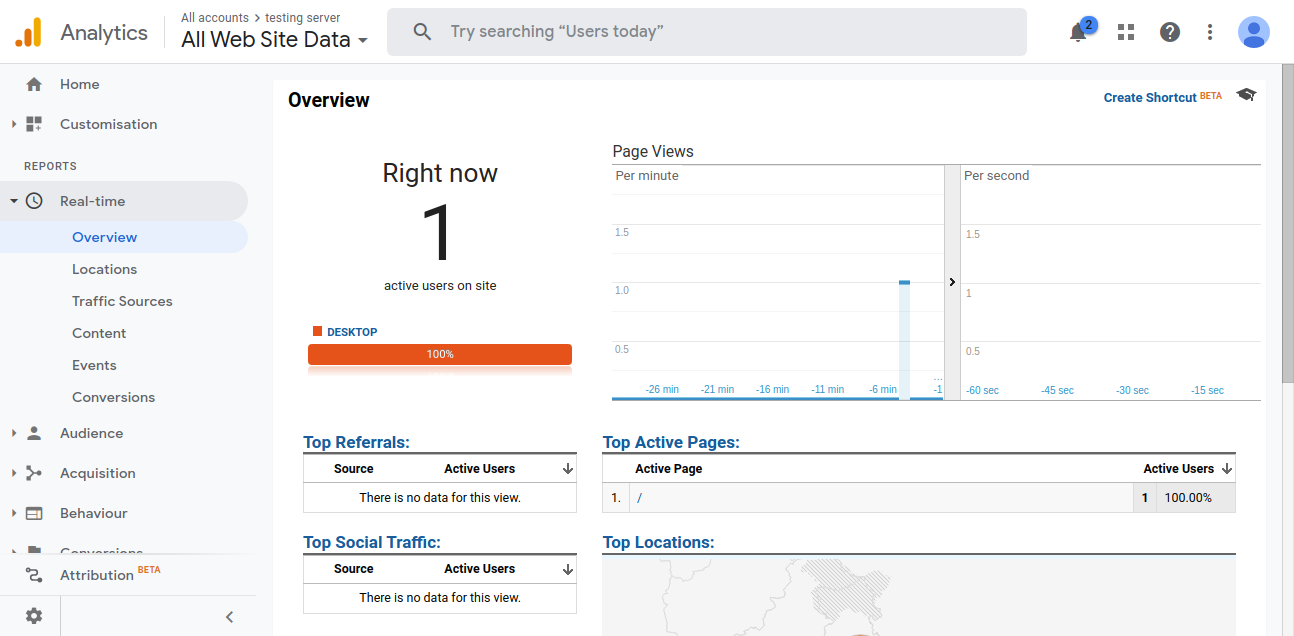 Analytics
All accounts > testing server
All Web Site Data
Try searching “Users today”
2
Home
Customisation
REPORTS
Real-time
Overview
Locations
Traffic Sources
Content
Events
Conversions
Audience
Acquisition
Behaviour
Conversions
Attribution BETA
Overview
Create Shortcut BETA
Right now
1
active users on site
DESKTOP
100%
Page Views
Per minute
1.5
1.0
0.5
-26 min -21 min -16 min -11 min -6 min ... -1
Per second
1.5
1
0.5
-60 sec -45 sec -30 sec -15 sec
Top Referrals:
Source Active Users
There is no data for this view.
Top Active Pages:
Active Page Active Users
1. / 1 100.00%
Top Social Traffic:
Source Active Users
There is no data for this view.
Top Locations: